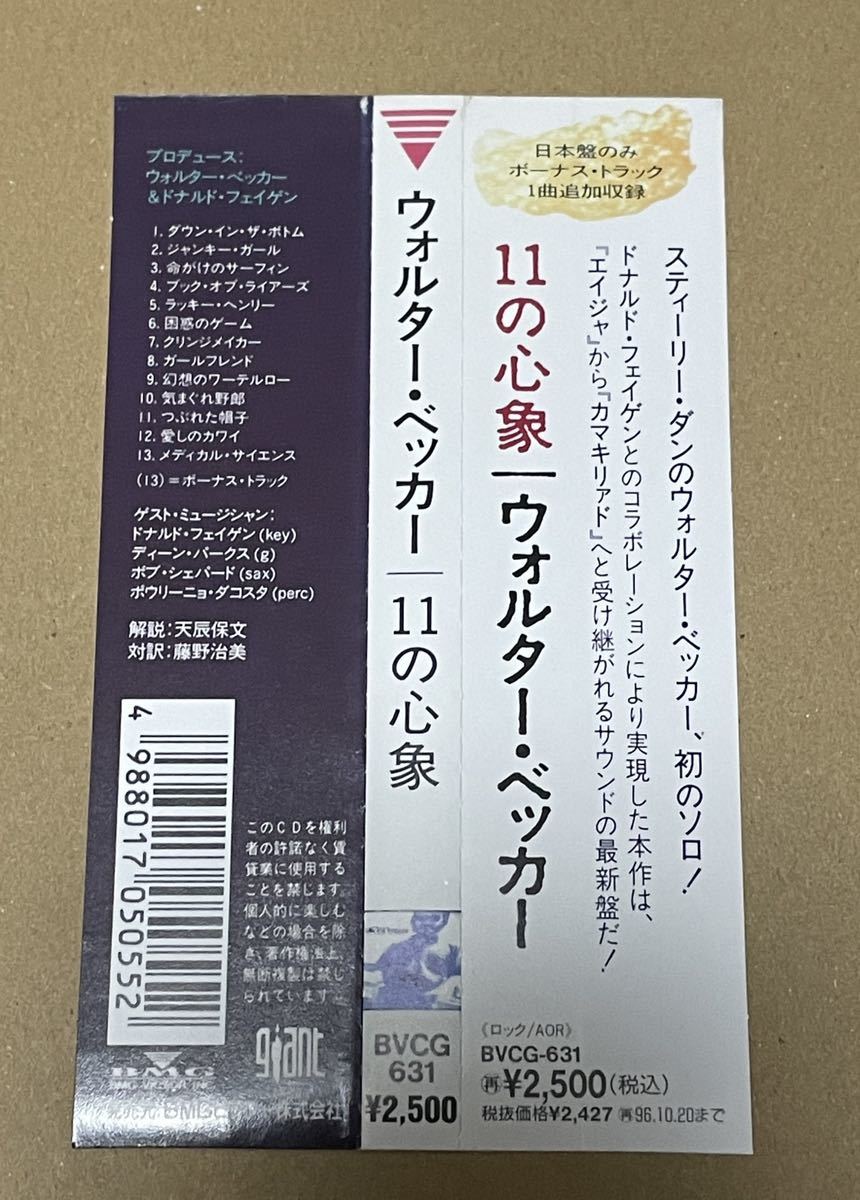 プロデュース:
ウォルター・ベッカー
&ドナルド・フェイゲン
1. ダウン・イン・ザ・ボトム
2. ジャンキー・ガール
3. 命がけのサーフィン
4. ブック・オブ・ライアーズ
5. ラッキー・ヘンリー
6. 困惑のゲーム
7. クリンジメイカー
8. ガールフレンド
9. 幻想のワーテルロー
10. 気まぐれ野郎
11. つぶれた帽子
12. 愛しのカワイ
13. メディカル・サイエンス
(13)=ボーナス・トラック
ゲスト・ミュージシャン:
ドナルド・フェイゲン(key)
ディーン・パークス(g)
ボブ・シェパード(sax)
ポウリーニョ・ダコスタ(perc)
解説:天辰保文
対訳:藤野治美
4 988017 050552
このCDを権利
者の許諾なく賃
貸業に使用する
ことを禁じます。
個人的に楽しむ
などの場合を除
き、著作権法上、
無断複製は禁じ
られています。
BMG
BMG VICTOR INC.
giant
ウォルター・ベッカー|11の心象
BVCG
631
¥2,500
日本盤のみ
ボーナス・トラック
1曲追加収録
スティーリー・ダンのウォルター・ベッカー、初のソロ!
ドナルド・フェイゲンとのコラボレーションにより実現した本作は、
『エイジャ』から『カマキリアド』へと受け継がれるサウンドの最新盤だ!
11の心象|ウォルター・ベッカー
《ロック/AOR》
BVCG-631
再¥2,500(税込)
税抜価格¥2,427 再96.10.20まで